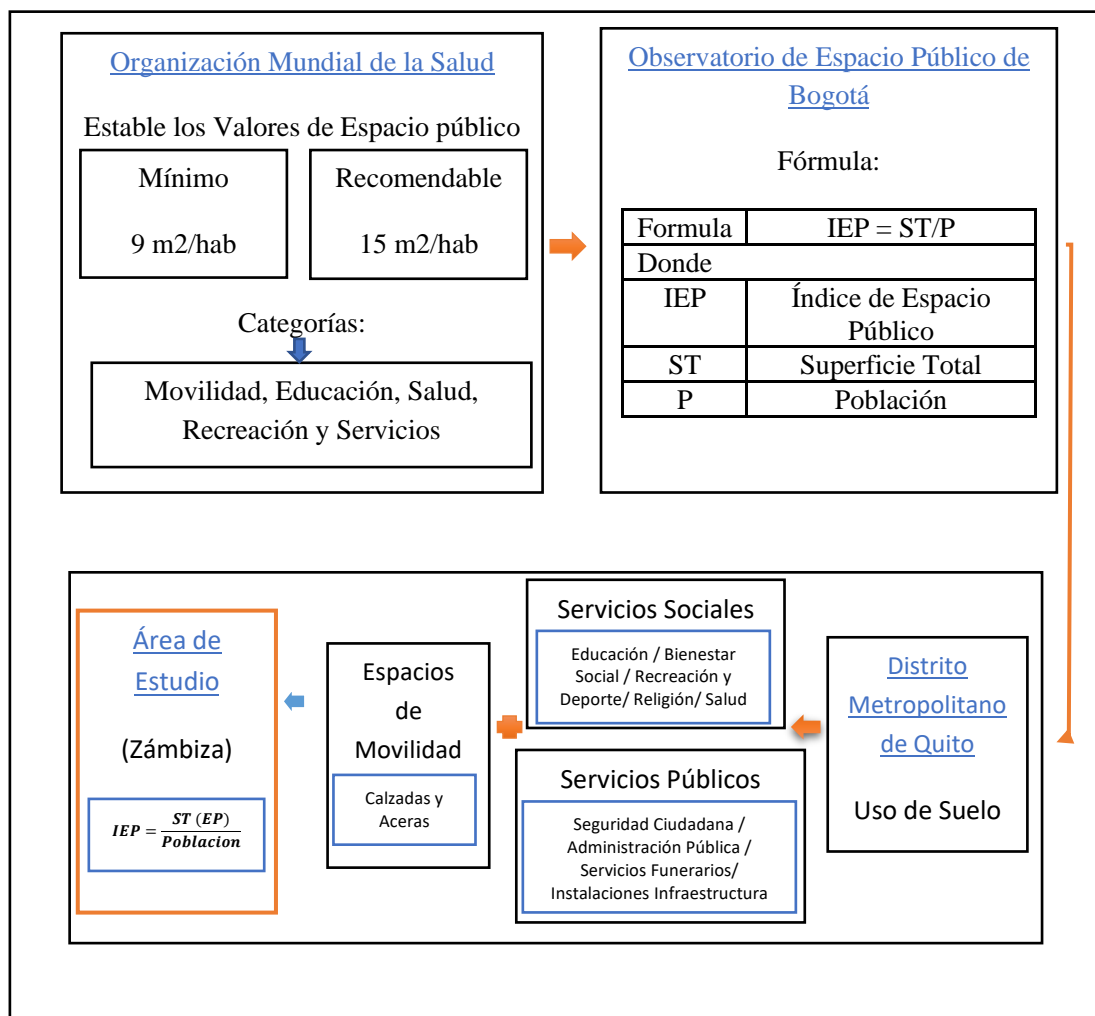 Organización Mundial de la Salud
Estable los Valores de Espacio público
Mínimo
9 m2/hab
Recomendable
15 m2/hab
Categorías:
Movilidad, Educación, Salud,
Recreación y Servicios
Observatorio de Espacio Público de
Bogotá
Fórmula:
Formula IEP = ST/P
Donde
IEP Índice de Espacio
Público
ST Superficie Total
P Población
Área de
Estudio
(Zámbiza)
IEP = ST (EP) / Poblacion
Espacios
de
Movilidad
Calzadas y
Aceras
Servicios Sociales
Educación / Bienestar
Social / Recreación y
Deporte/ Religión/ Salud
Servicios Públicos
Seguridad Ciudadana /
Administración Pública /
Servicios Funerarios/
Instalaciones Infraestructura
Distrito
Metropolitano
de Quito
Uso de Suelo